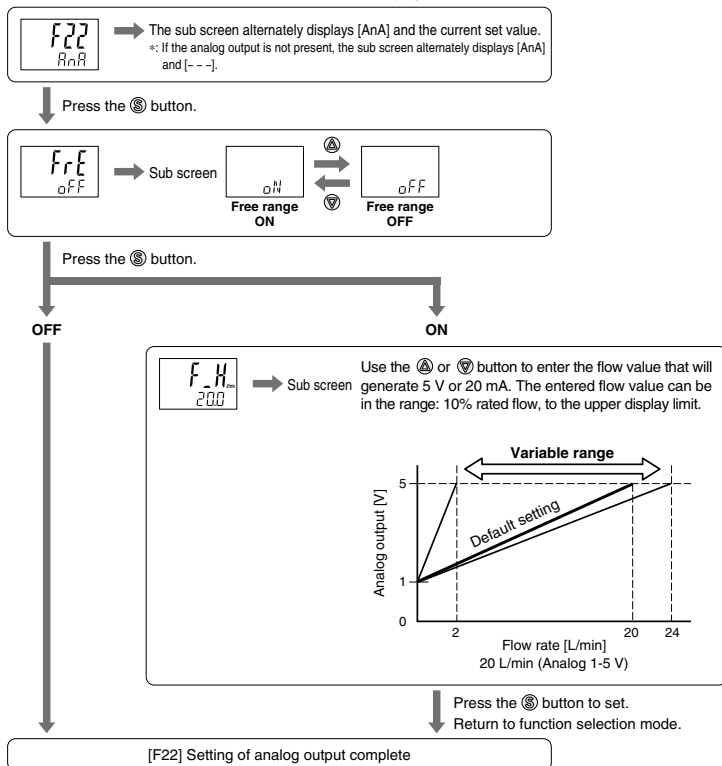 F22
AnA
The sub screen alternately displays [AnA] and the current set value.
*: If the analog output is not present, the sub screen alternately displays [AnA]
and [– – –].
Press the Ⓢ button.
FrE
oFF
Sub screen
oN
oFF
Free range
ON
Free range
OFF
Press the Ⓢ button.
OFF
ON
F_H
20.0
Sub screen
Use the △ or ▽ button to enter the flow value that will
generate 5 V or 20 mA. The entered flow value can be
in the range: 10% rated flow, to the upper display limit.
Variable range
Analog output [V]
5
1
0
Default setting
2
20
24
Flow rate [L/min]
20 L/min (Analog 1-5 V)
Press the Ⓢ button to set.
Return to function selection mode.
[F22] Setting of analog output complete